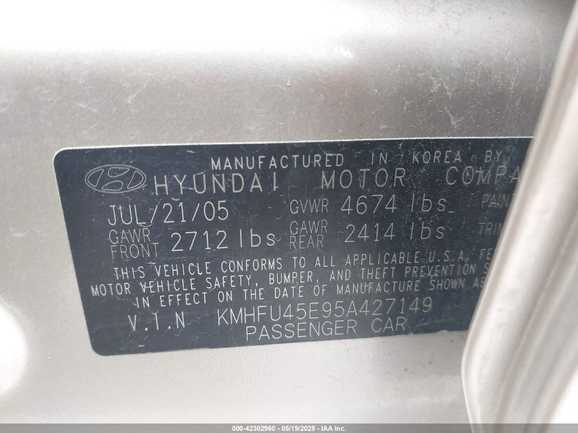 MANUFACTURED IN KOREA BY
HYUNDAI MOTOR COMPA
JUL/21/05 GVWR 4674 lbs PAIN
GAWR FRONT 2712 lbs GAWR REAR 2414 lbs TRI
THIS VEHICLE CONFORMS TO ALL APPLICABLE U.S.A. FE
MOTOR VEHICLE SAFETY, BUMPER, AND THEFT PREVENTION S
IN EFFECT ON THE DATE OF MANUFACTURE SHOWN
V.I.N KMHFU45E95A427149
PASSENGER CAR
000-42302960 - 05/19/2025 - IAA Inc.